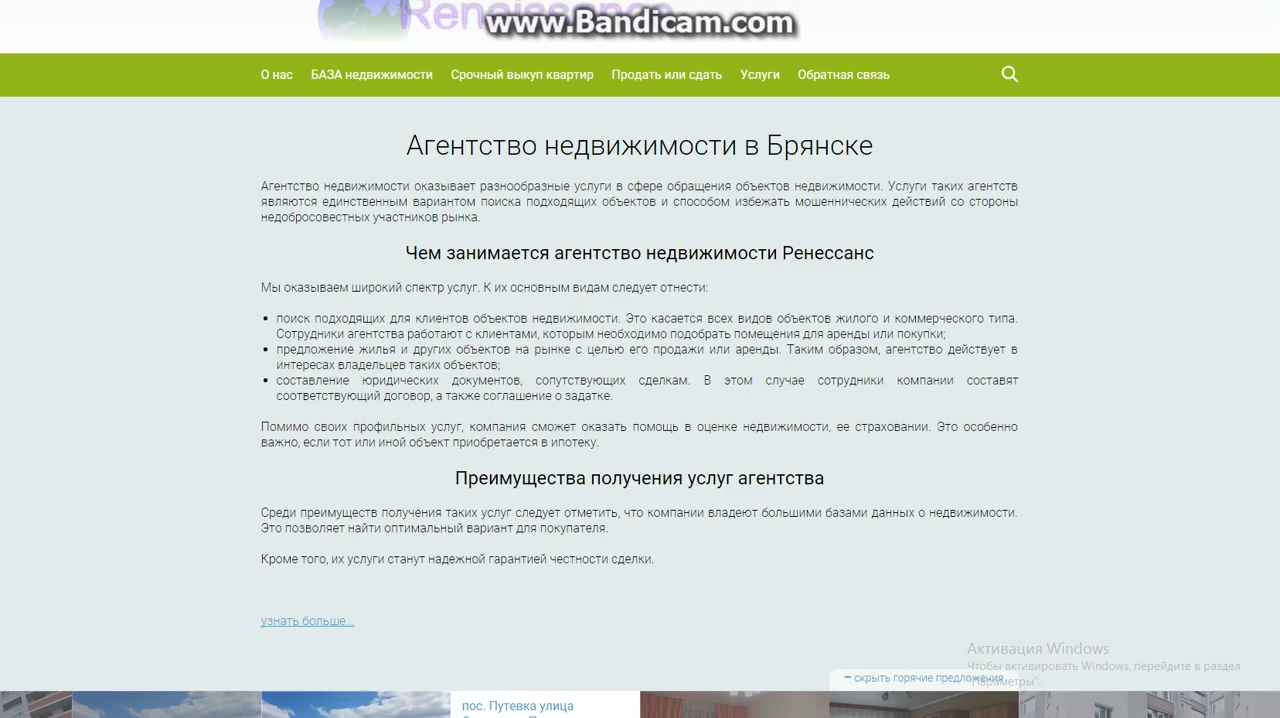 www.Bandicam.com
О нас БАЗА недвижимости Срочный выкуп квартир Продать или сдать Услуги Обратная связь
Агентство недвижимости в Брянске
Агентство недвижимости оказывает разнообразные услуги в сфере обращения объектов недвижимости. Услуги таких агентств
являются единственным вариантом поиска подходящих объектов и способом избежать мошеннических действий со стороны
недобросовестных участников рынка.
Чем занимается агентство недвижимости Ренессанс
Мы оказываем широкий спектр услуг. К их основным видам следует отнести:
• поиск подходящих для клиентов объектов недвижимости. Это касается всех видов объектов жилого и коммерческого типа.
Сотрудники агентства работают с клиентами, которым необходимо подобрать помещения для аренды или покупки;
• предложение жилья и других объектов на рынке с целью его продажи или аренды. Таким образом, агентство действует в
интересах владельцев таких объектов;
• составление юридических документов, сопутствующих сделкам. В этом случае сотрудники компании составят
соответствующий договор, а также соглашение о задатке.
Помимо своих профильных услуг, компания сможет оказать помощь в оценке недвижимости, ее страховании. Это особенно
важно, если тот или иной объект приобретается в ипотеку.
Преимущества получения услуг агентства
Среди преимуществ получения таких услуг следует отметить, что компании владеют большими базами данных о недвижимости.
Это позволяет найти оптимальный вариант для покупателя.
Кроме того, их услуги станут надежной гарантией честности сделки.
узнать больше...
Активация Windows
Чтобы активировать Windows, перейдите в раздел
"Параметры".
− скрыть горячие предложения
пос. Путевка улица